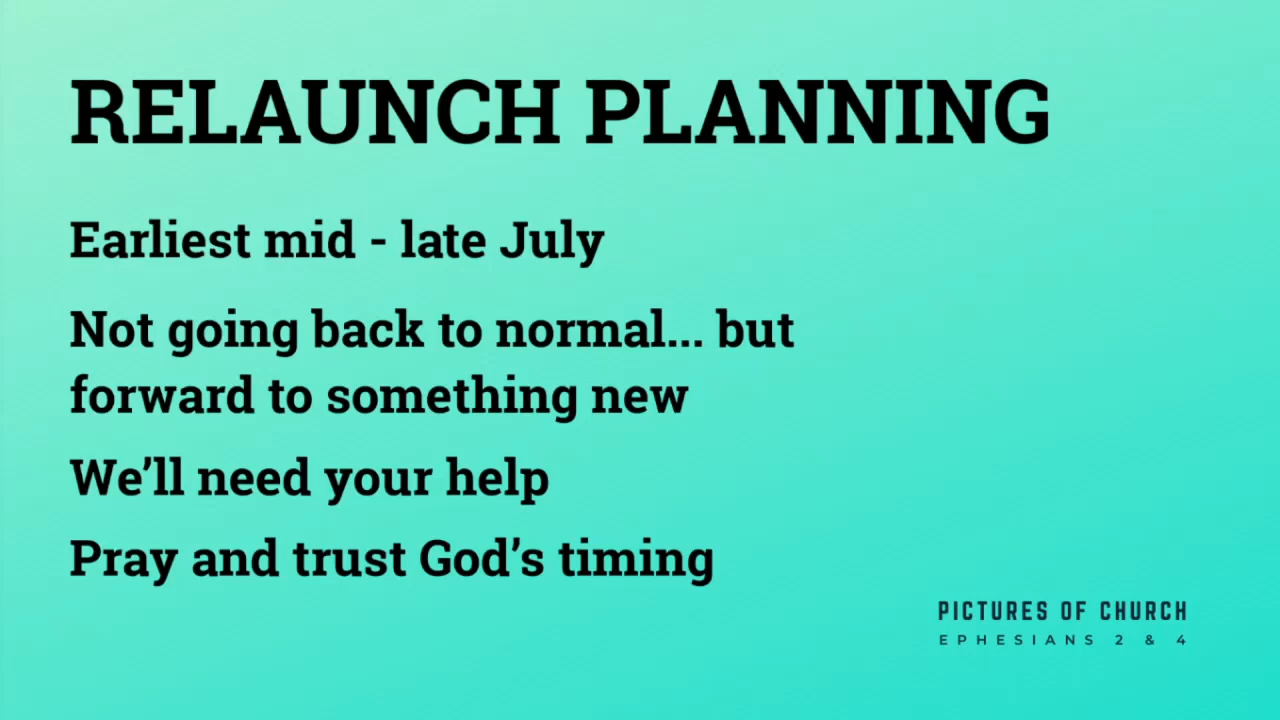 RELAUNCH PLANNING
Earliest mid - late July
Not going back to normal... but
forward to something new
We’ll need your help
Pray and trust God’s timing
PICTURES OF CHURCH
EPHESIANS 2 & 4